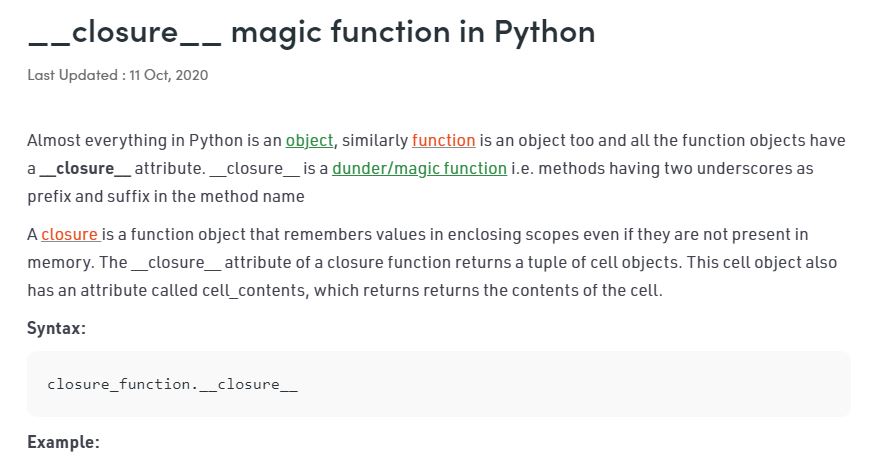 __closure__ magic function in Python
Last Updated : 11 Oct, 2020
Almost everything in Python is an object, similarly function is an object too and all the function objects have
a __closure__ attribute. __closure__ is a dunder/magic function i.e. methods having two underscores as
prefix and suffix in the method name
A closure is a function object that remembers values in enclosing scopes even if they are not present in
memory. The __closure__ attribute of a closure function returns a tuple of cell objects. This cell object also
has an attribute called cell_contents, which returns returns the contents of the cell.
Syntax:
closure_function.__closure__
Example: